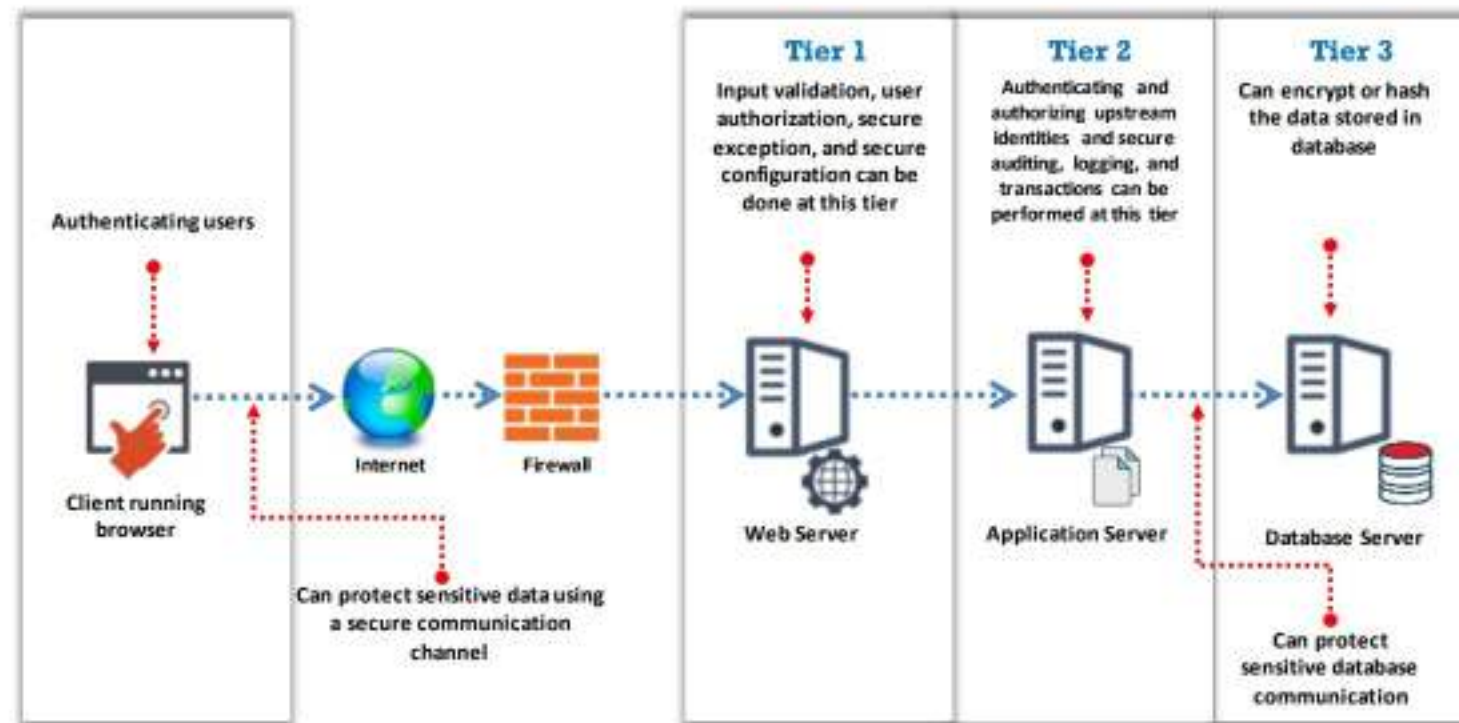 Authenticating users
Client running
browser
Internet
Firewall
Can protect sensitive data using
a secure communication
channel
Tier 1
Input validation, user
authorization, secure
exception, and secure
configuration can be
done at this tier
Web Server
Tier 2
Authenticating and
authorizing upstream
identities and secure
auditing, logging, and
transactions can be
performed at this tier
Application Server
Tier 3
Can encrypt or hash
the data stored in
database
Database Server
Can protect
sensitive database
communication